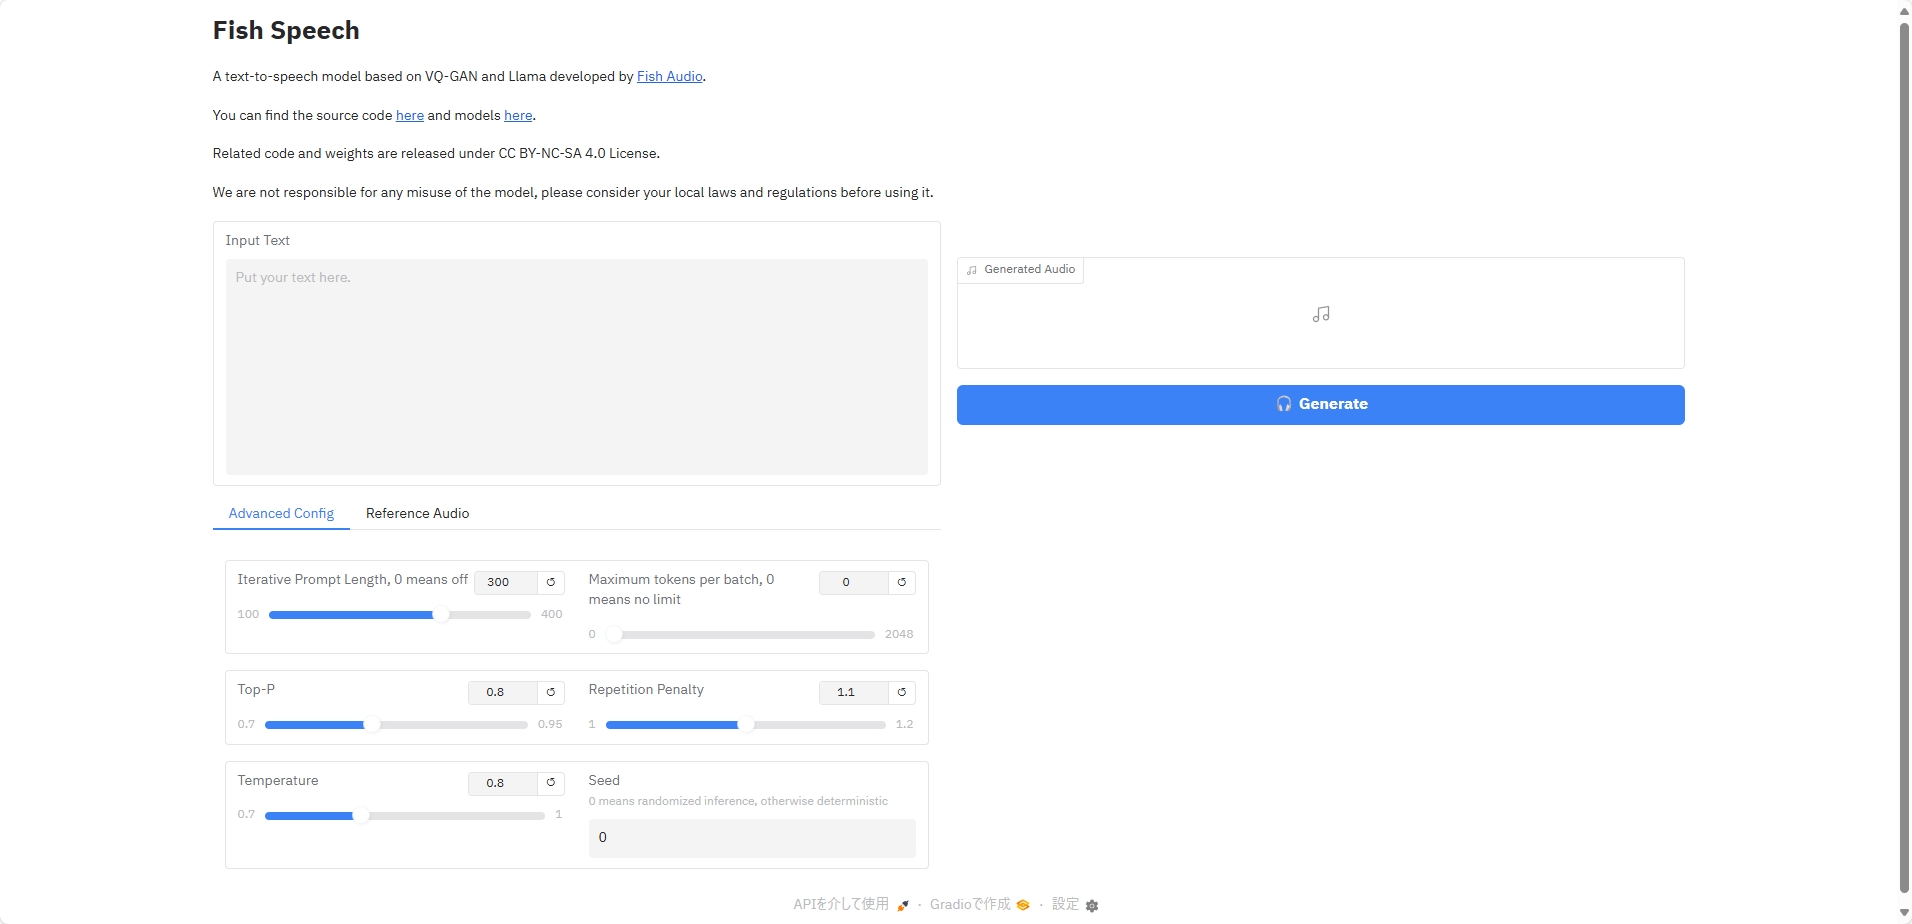 Fish Speech
A text-to-speech model based on VQ-GAN and Llama developed by Fish Audio.
You can find the source code here and models here.
Related code and weights are released under CC BY-NC-SA 4.0 License.
We are not responsible for any misuse of the model, please consider your local laws and regulations before using it.
Input Text
Put your text here.
Generated Audio
Generate
Advanced Config
Reference Audio
Iterative Prompt Length, 0 means off
300
100
400
Maximum tokens per batch, 0
means no limit
0
0
2048
Top-P
0.8
0.7
0.95
Repetition Penalty
1.1
1
1.2
Temperature
0.8
0.7
1
Seed
0 means randomized inference, otherwise deterministic
0
APIを介して使用 · Gradioで作成 · 設定